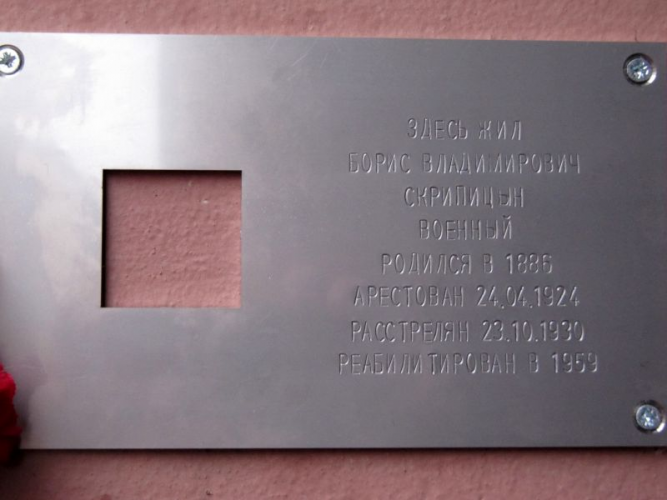 ЗДЕСЬ ЖИЛ
БОРИС ВЛАДИМИРОВИЧ
СКРИПИЦЫН
ВОЕННЫЙ
РОДИЛСЯ В 1886
АРЕСТОВАН 24.04.1924
РАССТРЕЛЯН 23.10.1930
РЕАБИЛИТИРОВАН В 1959